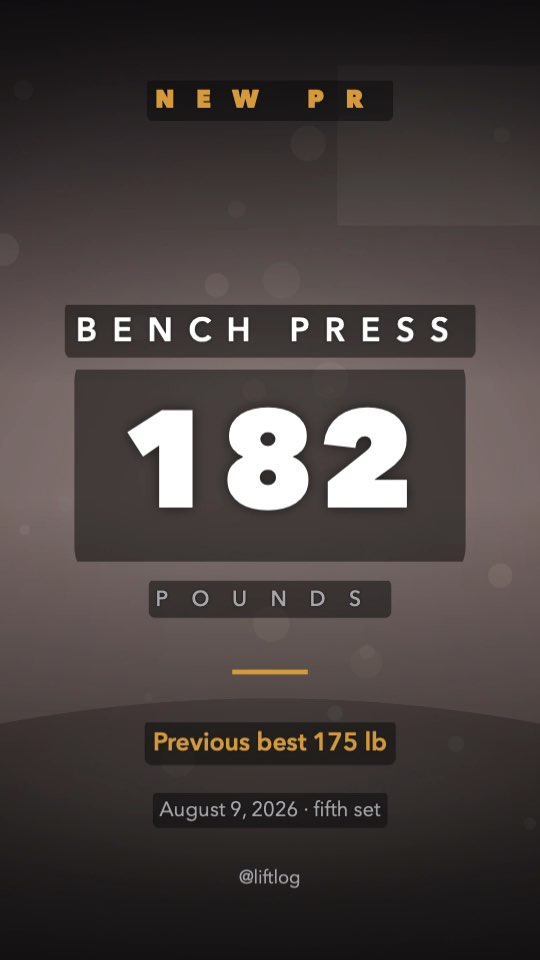 NEW PR
BENCH PRESS
182
POUNDS
Previous best 175 lb
August 9, 2026 · fifth set
@liftlog